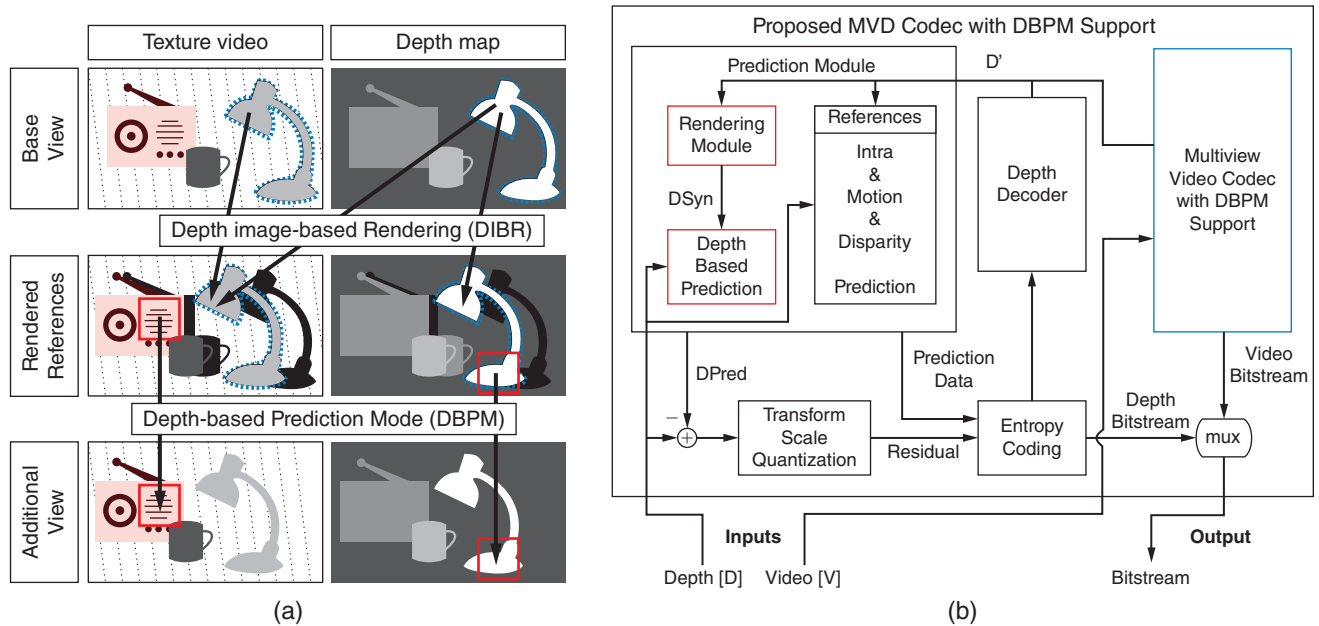 Texture video
Depth map
Base
View
Depth image-based Rendering (DIBR)
Rendered
References
Depth-based Prediction Mode (DBPM)
Additional
View
(a)
Proposed MVD Codec with DBPM Support
Prediction Module
D'
Rendering
Module
DSyn
Depth
Based
Prediction
References
Intra
&
Motion
&
Disparity
Prediction
Depth
Decoder
Multiview
Video Codec
with DBPM
Support
DPred
Prediction
Data
Video
Bitstream
−
+
Transform
Scale
Quantization
Residual
Entropy
Coding
Depth
Bitstream
mux
Inputs
Output
Depth [D]
Video [V]
Bitstream
(b)